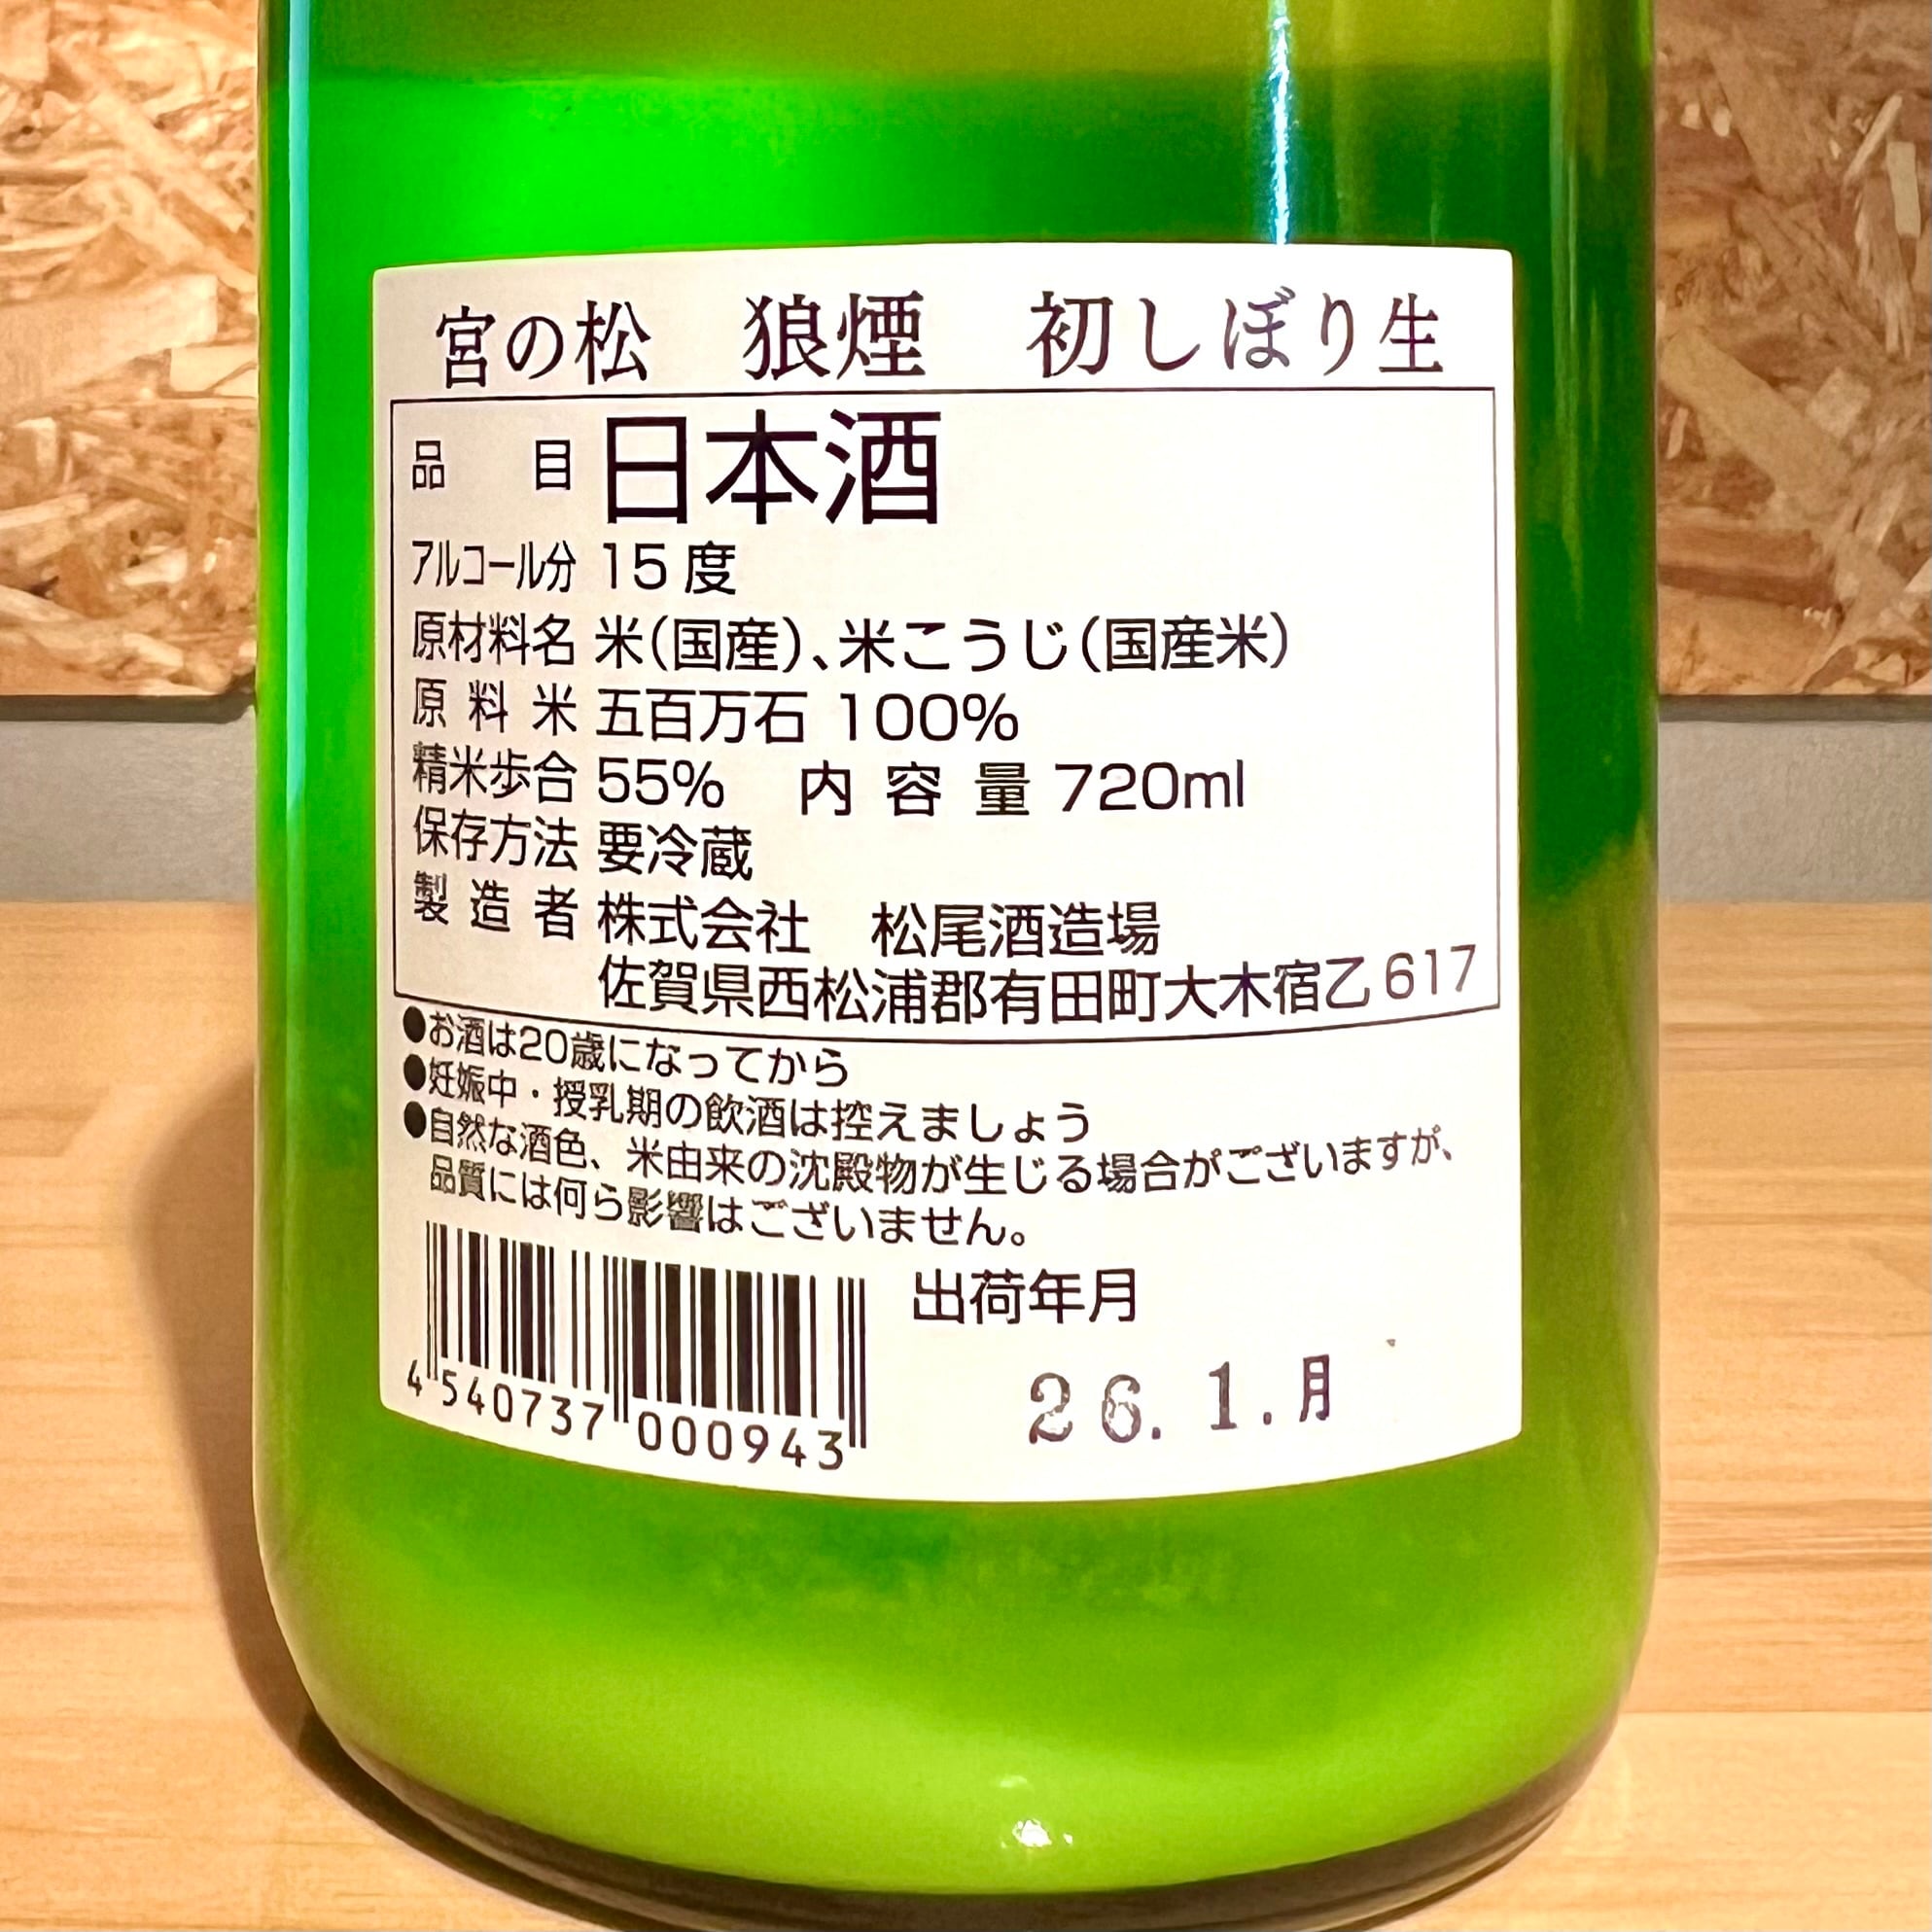 宮の松 狼煙 初しぼり生
品目 日本酒
アルコール分 15度
原材料名 米(国産)、米こうじ(国産米)
原料米 五百万石 100%
精米歩合 55% 内容量 720ml
保存方法 要冷蔵
製造者 株式会社 松尾酒造場
佐賀県西松浦郡有田町大木宿乙617
●お酒は20歳になってから
●妊娠中・授乳期の飲酒は控えましょう
●自然な酒色、米由来の沈殿物が生じる場合がございますが、
品質には何ら影響はございません。
出荷年月
26.1.月
4 540737 000943